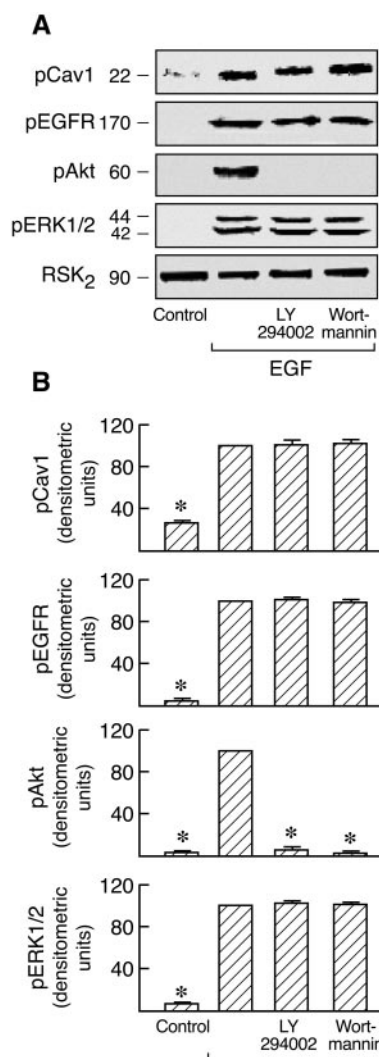 A
pCav1 22 –
pEGFR 170 –
pAkt 60 –
pERK1/2 44 –
42 –
RSK2 90 –
Control LY 294002 Wort-mannin
EGF
B
120
80
40
pCav1 (densitometric units)
*
120
80
40
pEGFR (densitometric units)
*
120
80
40
pAkt (densitometric units)
* * *
120
80
40
pERK1/2 (densitometric units)
*
Control LY 294002 Wort-mannin